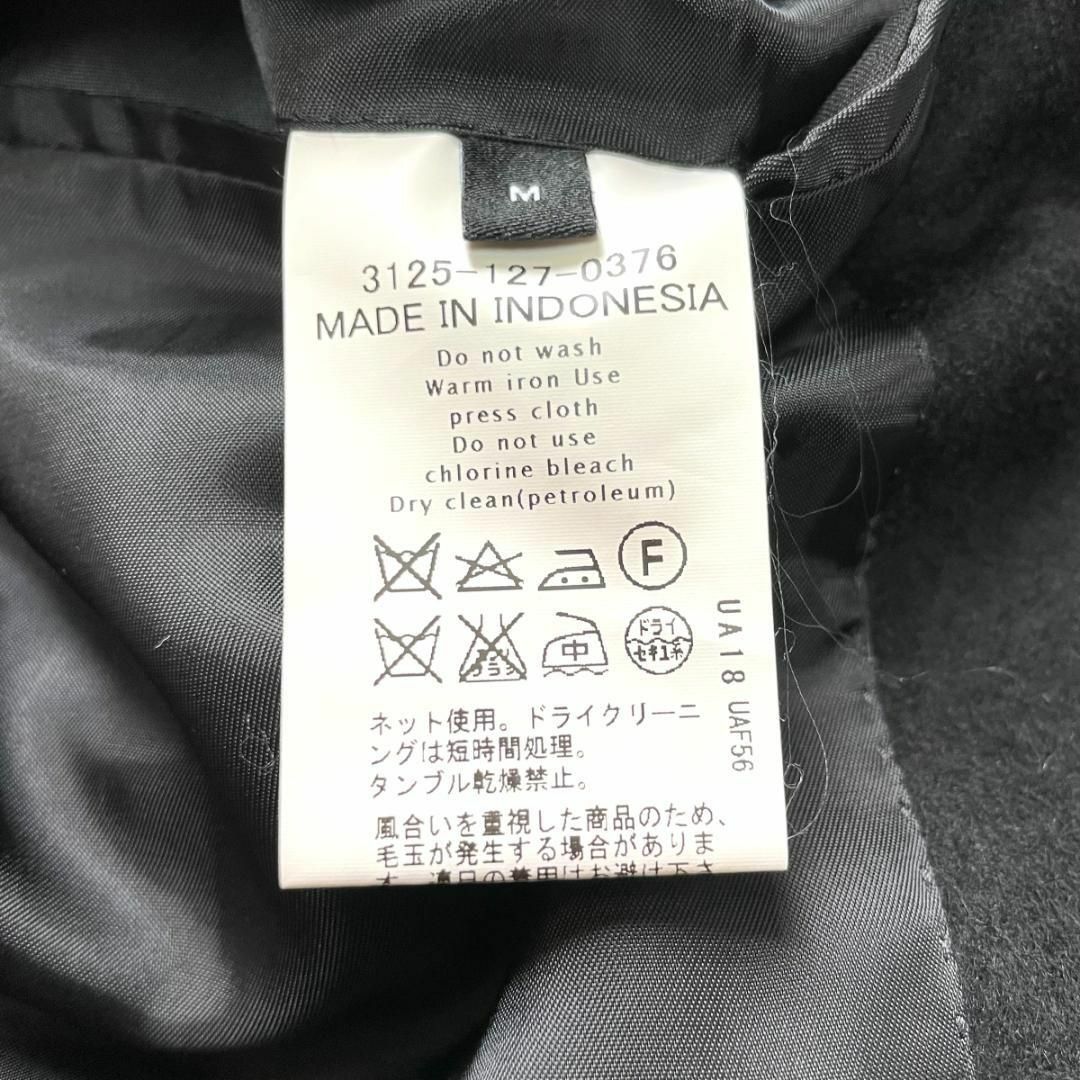 M
3125-127-0376
MADE IN INDONESIA
Do not wash
Warm iron Use
press cloth
Do not use
chlorine bleach
Dry clean(petroleum)
F
中
ドライ
セキユ系
UA18 UAF56
ネット使用。ドライクリーニ
ングは短時間処理。
タンブル乾燥禁止。
風合いを重視した商品のため、
毛玉が発生する場合がありま